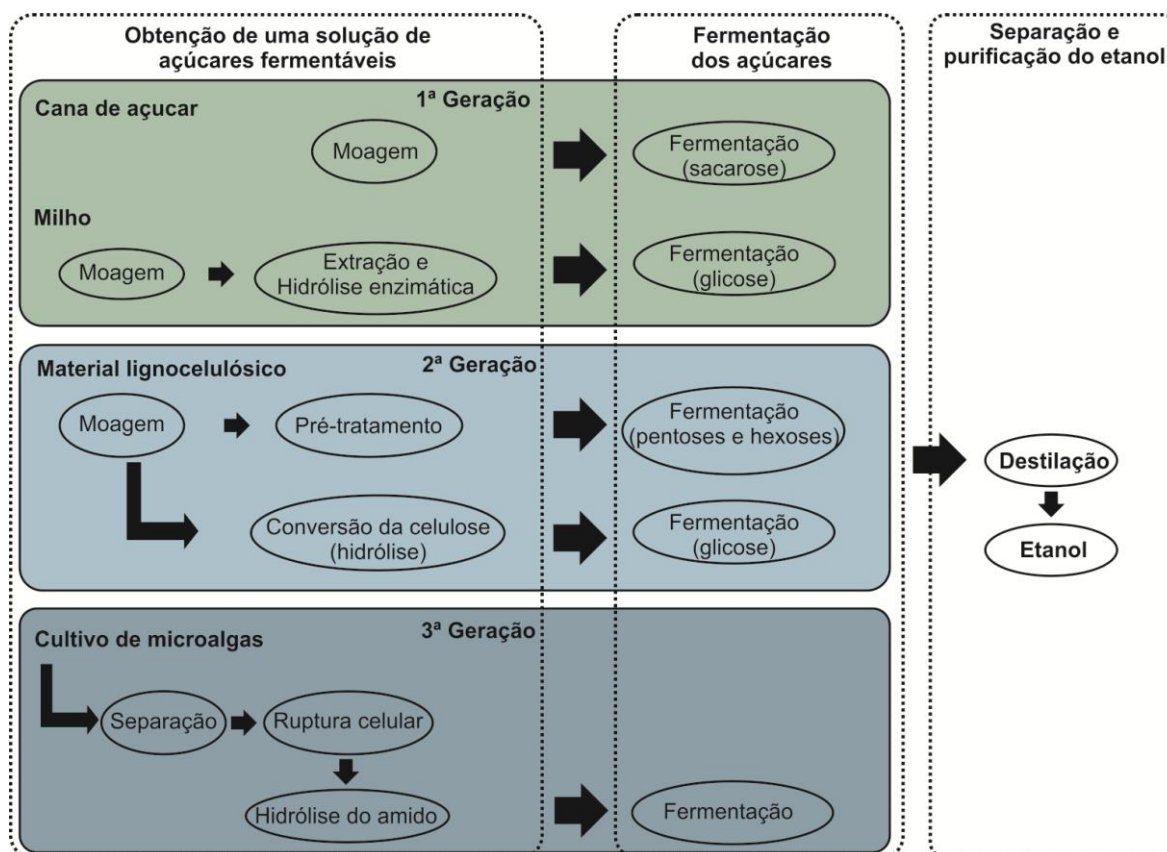 Obtenção de uma solução de
açúcares fermentáveis
Fermentação
dos açúcares
Separação e
purificação do etanol
1ª Geração
Cana de açucar
Moagem
Fermentação
(sacarose)
Milho
Moagem
Extração e
Hidrólise enzimática
Fermentação
(glicose)
Material lignocelulósico
2ª Geração
Moagem
Pré-tratamento
Fermentação
(pentoses e hexoses)
Conversão da celulose
(hidrólise)
Fermentação
(glicose)
Destilação
Etanol
3ª Geração
Cultivo de microalgas
Separação
Ruptura celular
Hidrólise do amido
Fermentação